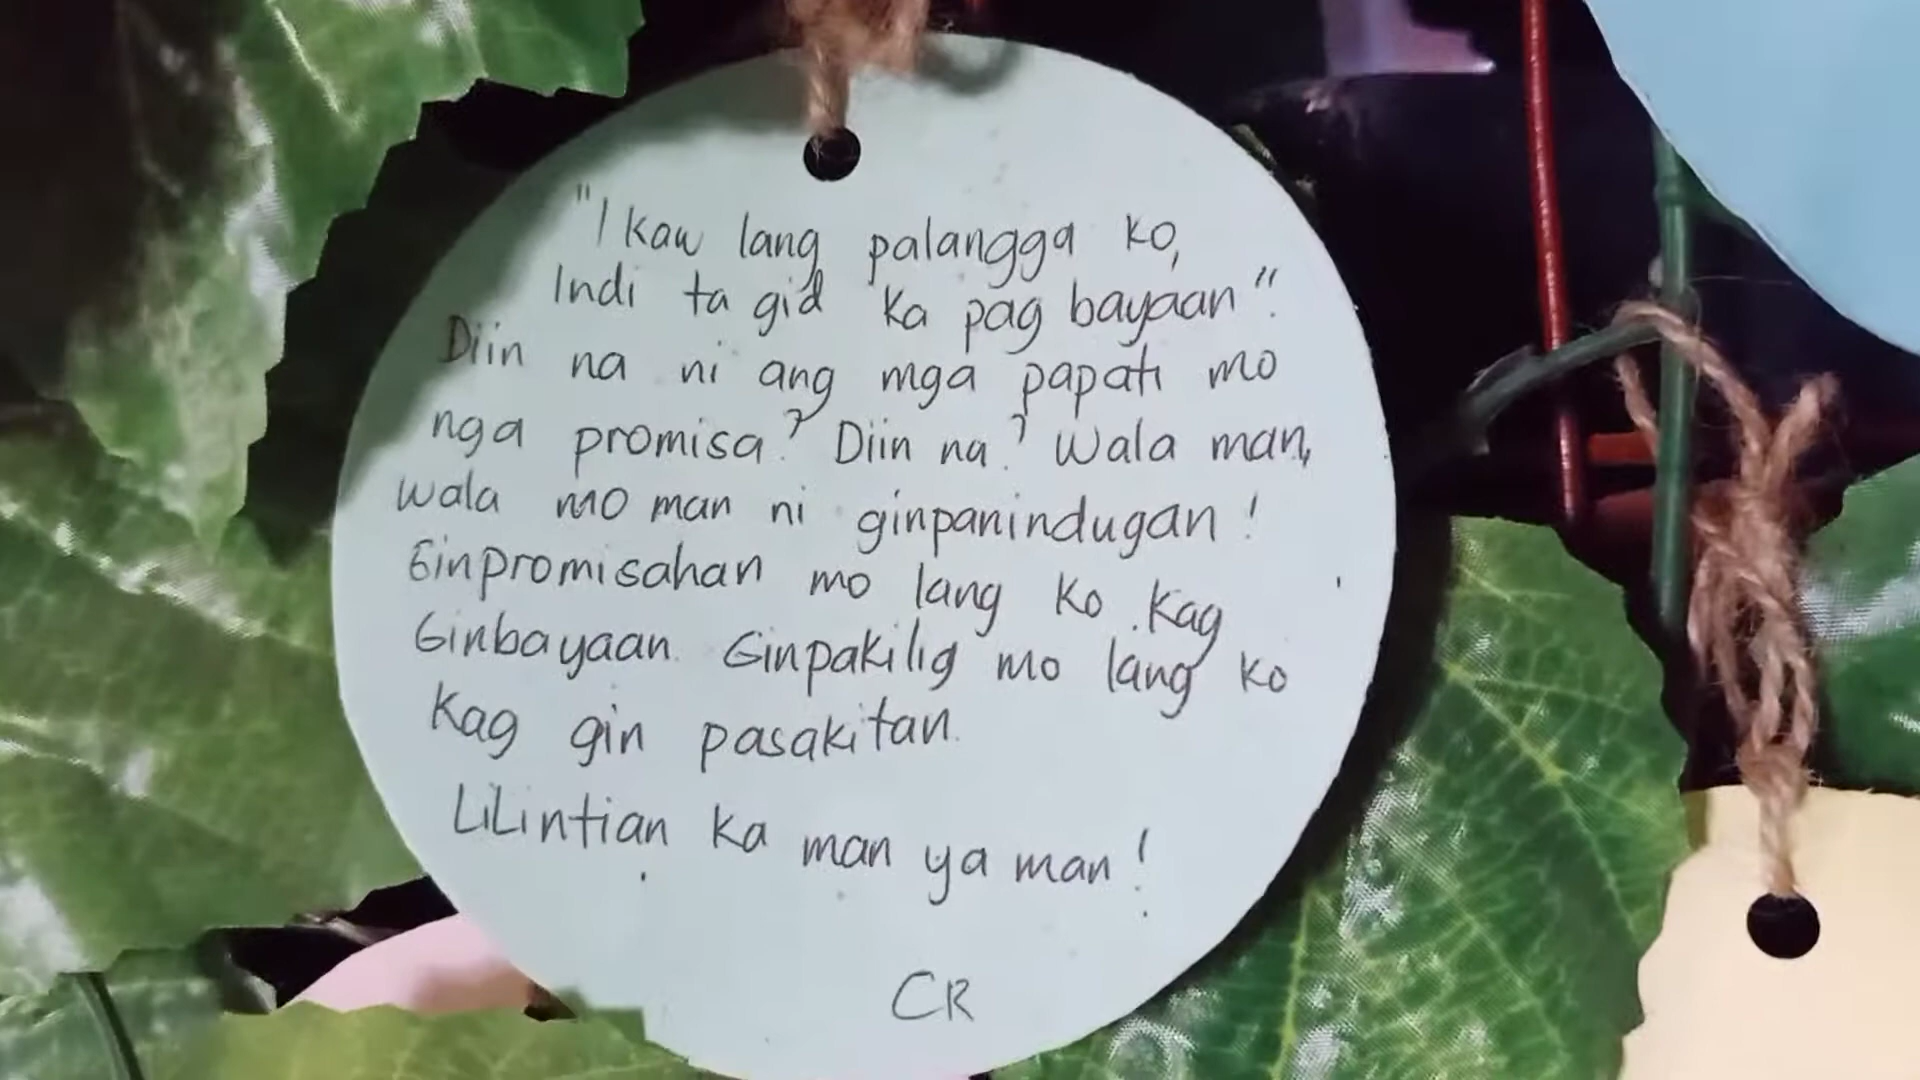 "Ikaw lang palangga ko,
Indi ta gid ka pag bayaan".
Diin na ni ang mga papati mo
nga promisa? Diin na? Wala man,
wala mo man ni ginpanindugan!
Ginpromisahan mo lang ko kag
Ginbayaan. Ginpakilig mo lang ko
kag gin pasakitan.
Lilintian ka man ya man!
CR